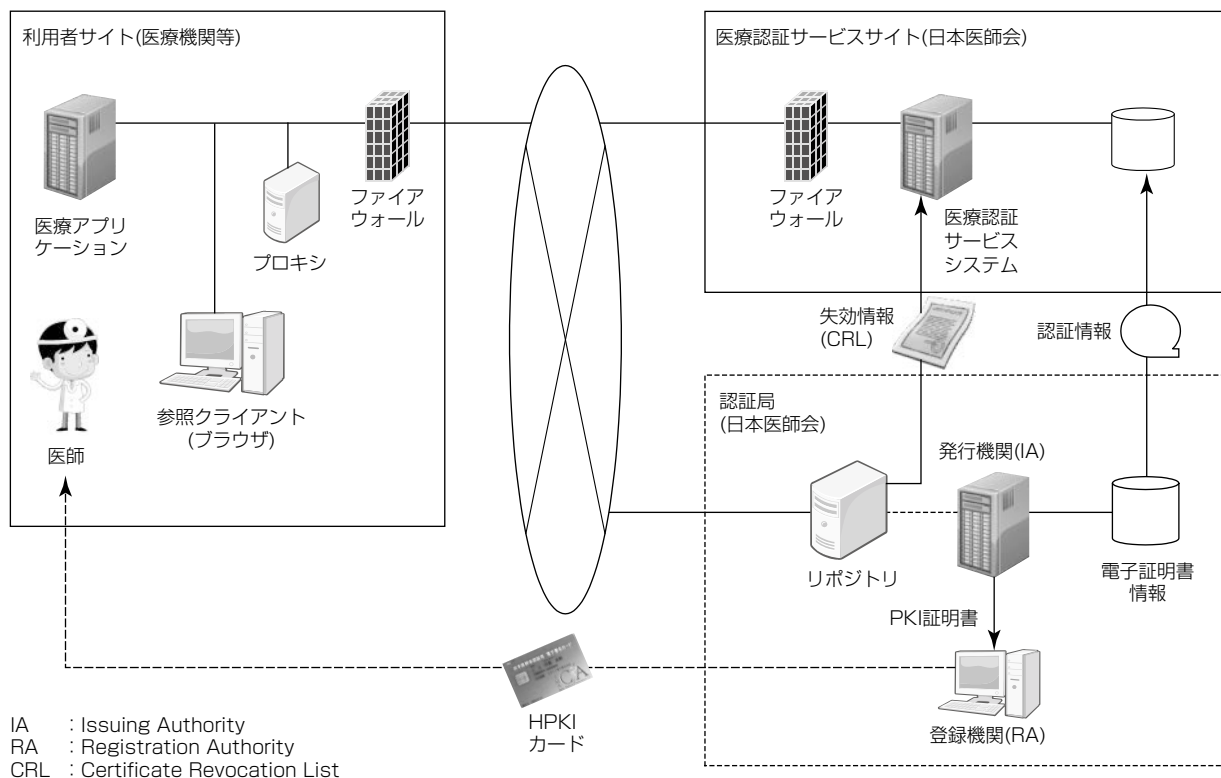 利用者サイト(医療機関等)
医療アプリ
ケーション
プロキシ
ファイア
ウォール
医師
参照クライアント
(ブラウザ)
医療認証サービスサイト(日本医師会)
ファイア
ウォール
医療認証
サービス
システム
失効情報
(CRL)
認証情報
認証局
(日本医師会)
発行機関(IA)
リポジトリ
電子証明書
情報
PKI証明書
登録機関(RA)
CA
HPKI
カード
IA : Issuing Authority
RA : Registration Authority
CRL : Certificate Revocation List